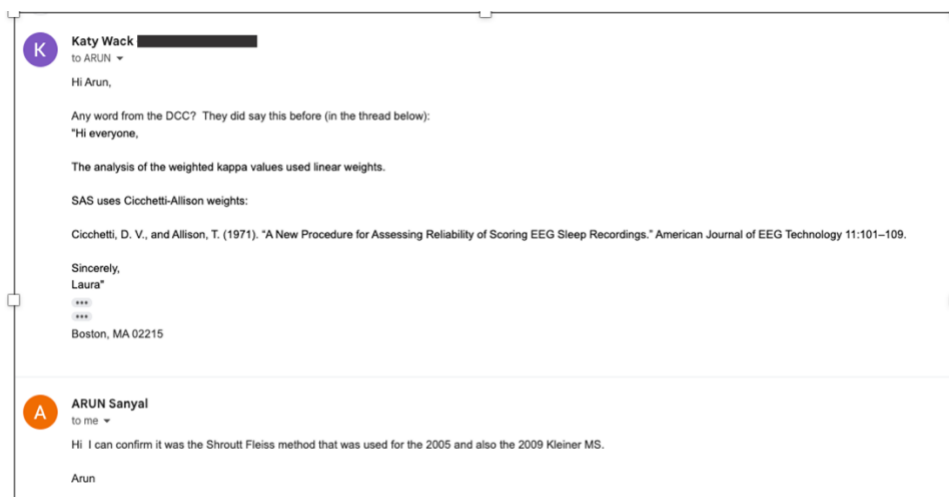 K
Katy Wack
to ARUN
Hi Arun,
Any word from the DCC? They did say this before (in the thread below):
"Hi everyone,
The analysis of the weighted kappa values used linear weights.
SAS uses Cicchetti-Allison weights:
Cicchetti, D. V., and Allison, T. (1971). "A New Procedure for Assessing Reliability of Scoring EEG Sleep Recordings." American Journal of EEG Technology 11:101–109.
Sincerely,
Laura"
Boston, MA 02215
A
ARUN Sanyal
to me
Hi I can confirm it was the Shroutt Fleiss method that was used for the 2005 and also the 2009 Kleiner MS.
Arun